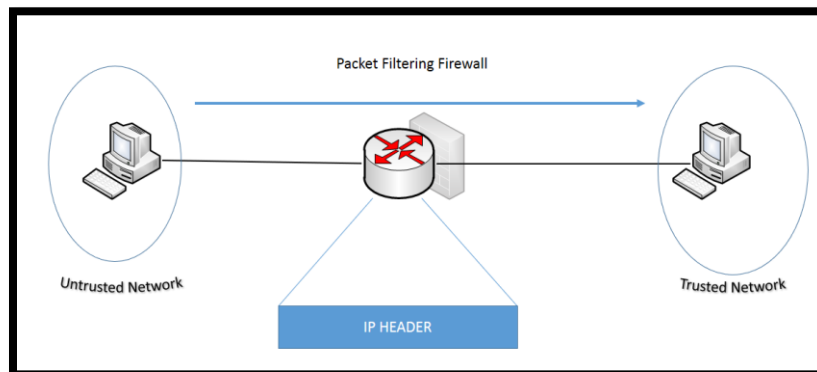 Packet Filtering Firewall
Untrusted Network
Trusted Network
IP HEADER